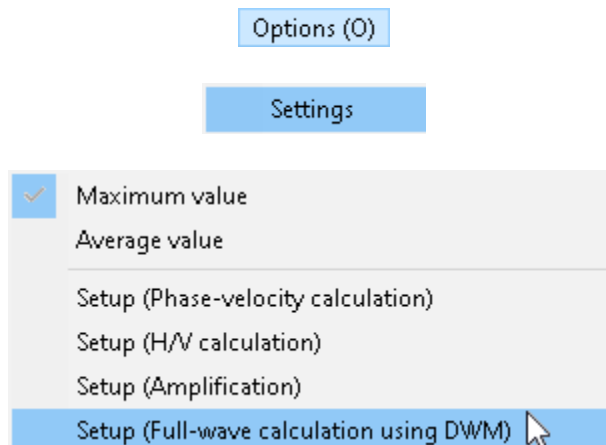 Options (O)
Settings
Maximum value
Average value
Setup (Phase-velocity calculation)
Setup (H/V calculation)
Setup (Amplification)
Setup (Full-wave calculation using DWM)